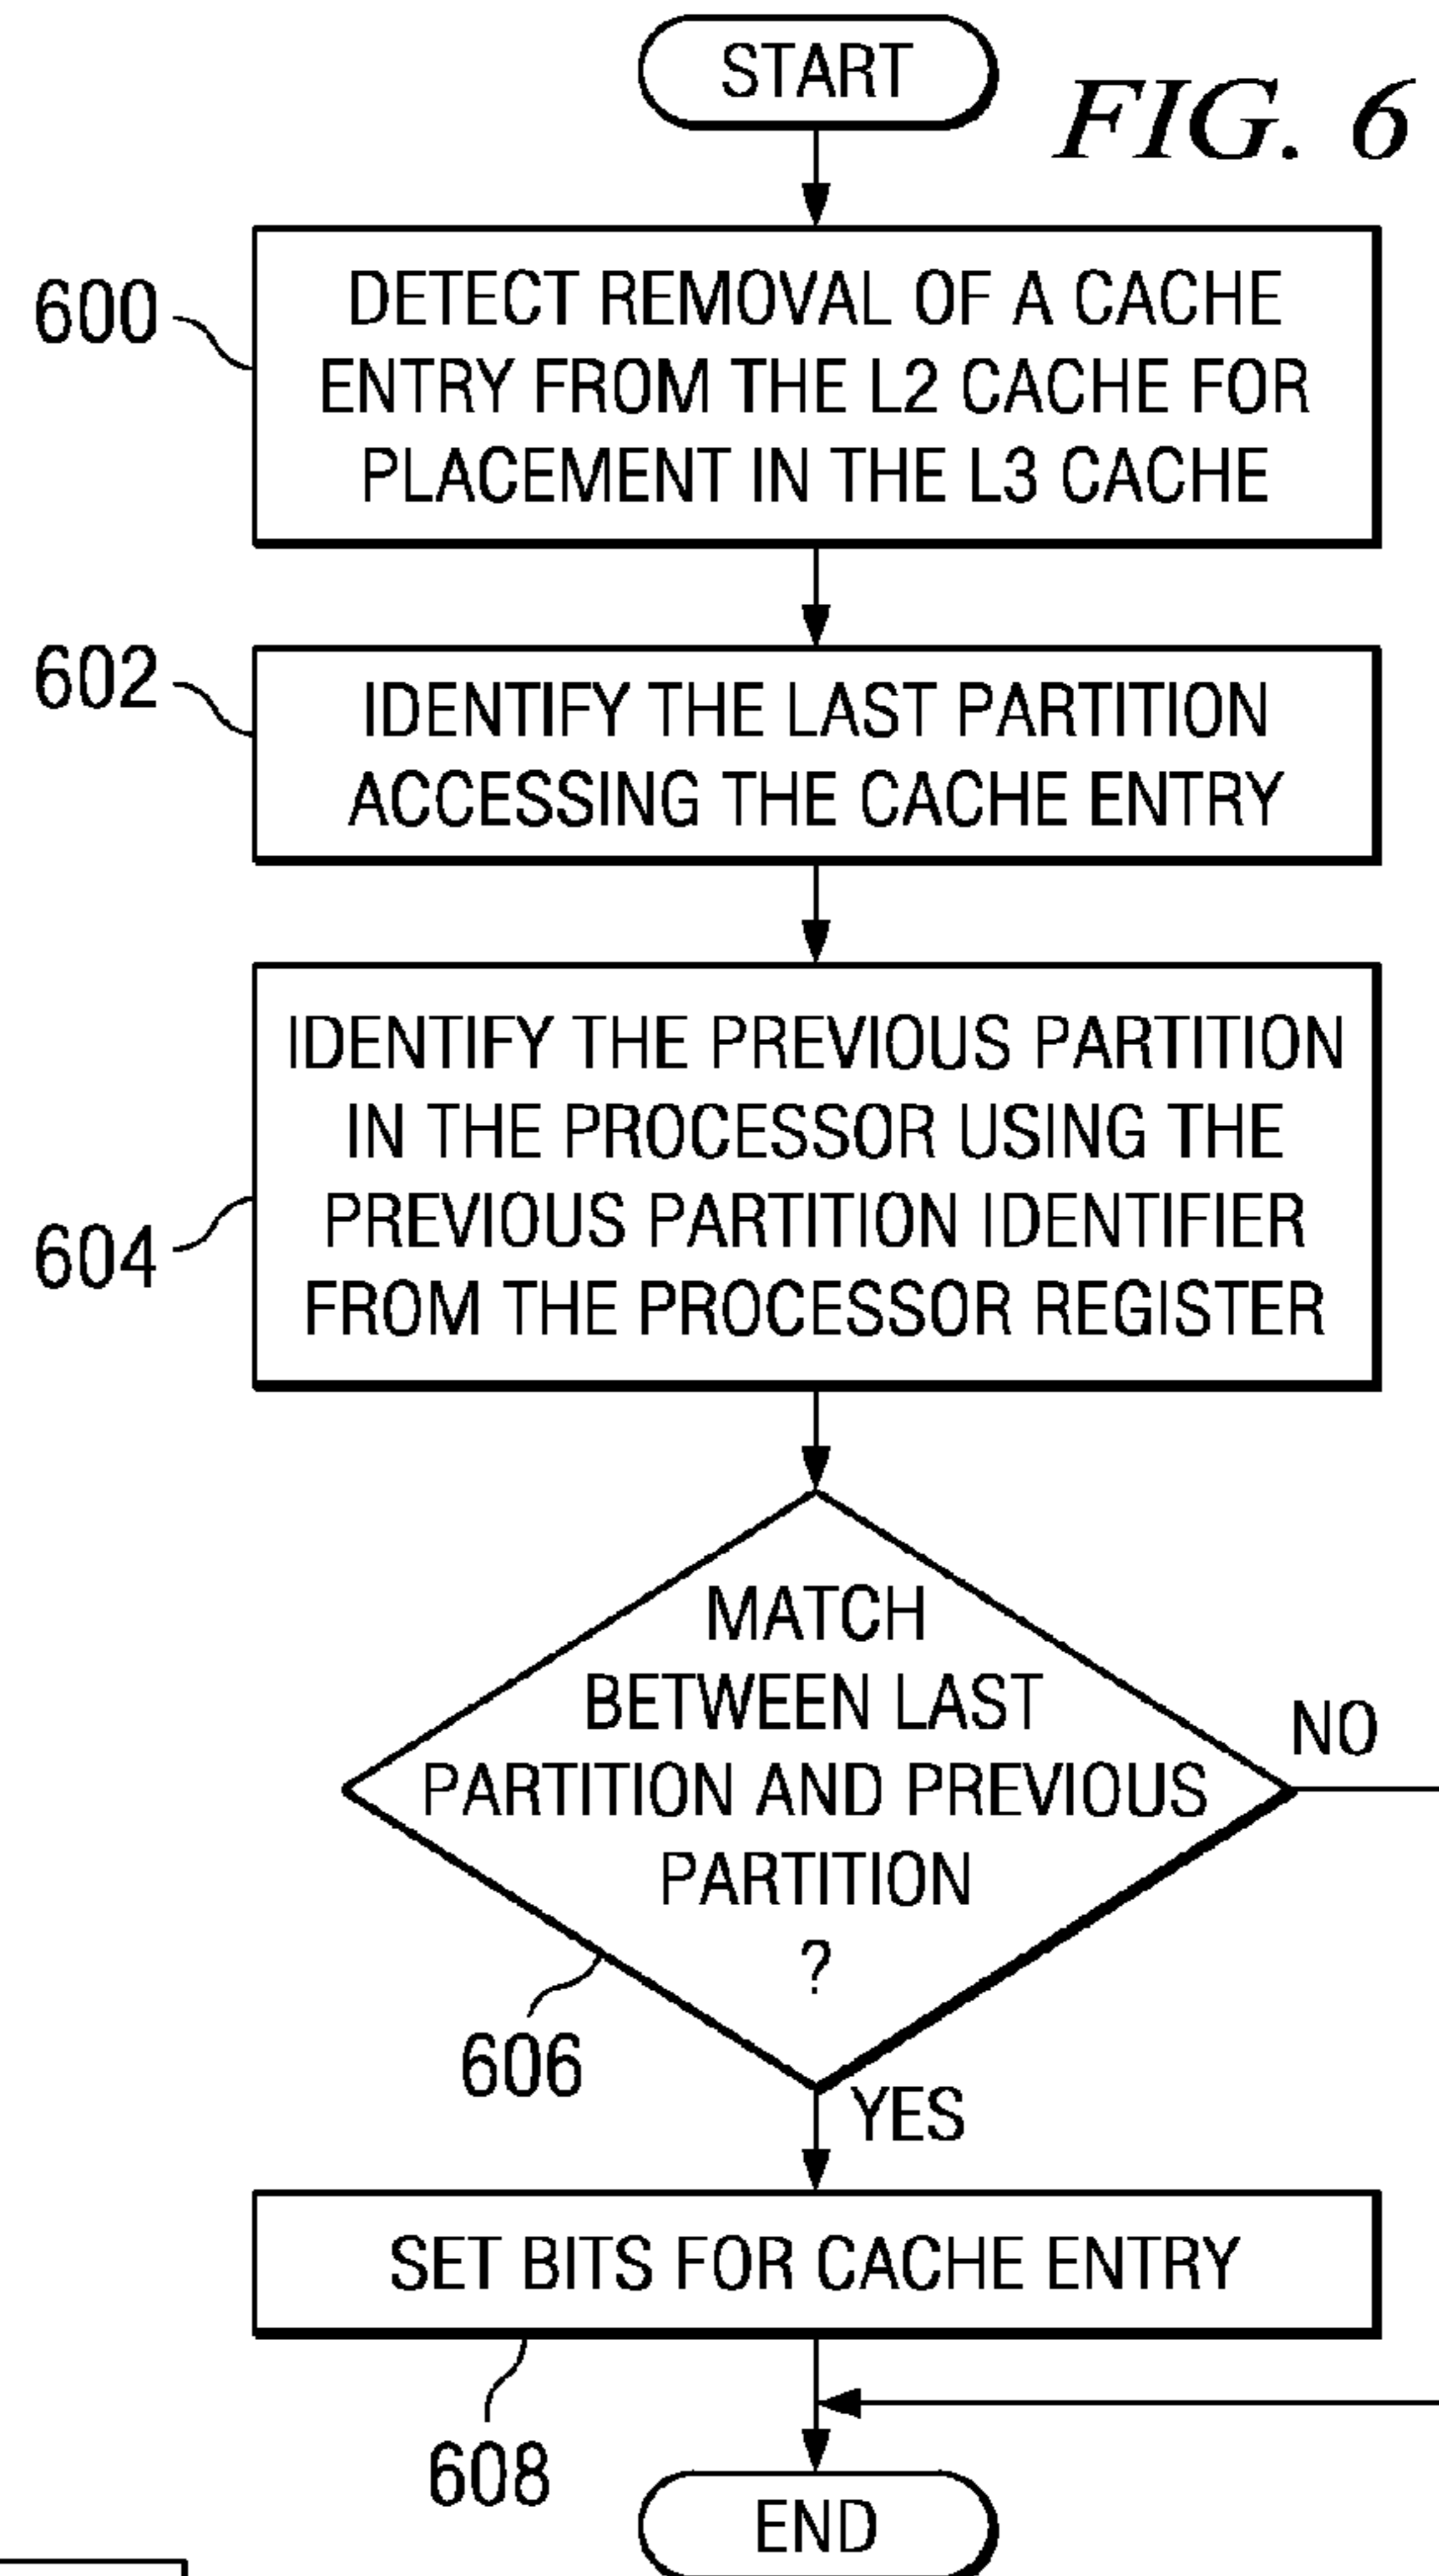 START
FIG. 6
600
DETECT REMOVAL OF A CACHE
ENTRY FROM THE L2 CACHE FOR
PLACEMENT IN THE L3 CACHE
602
IDENTIFY THE LAST PARTITION
ACCESSING THE CACHE ENTRY
604
IDENTIFY THE PREVIOUS PARTITION
IN THE PROCESSOR USING THE
PREVIOUS PARTITION IDENTIFIER
FROM THE PROCESSOR REGISTER
MATCH
BETWEEN LAST
PARTITION AND PREVIOUS
PARTITION
?
NO
606
YES
SET BITS FOR CACHE ENTRY
608
END